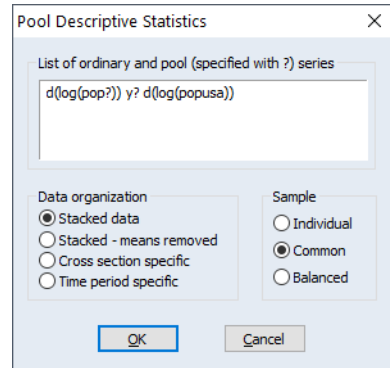 Pool Descriptive Statistics
List of ordinary and pool (specified with ?) series
d(log(pop?)) y? d(log(popusa))
Data organization
Stacked data
Stacked - means removed
Cross section specific
Time period specific
Sample
Individual
Common
Balanced
OK
Cancel